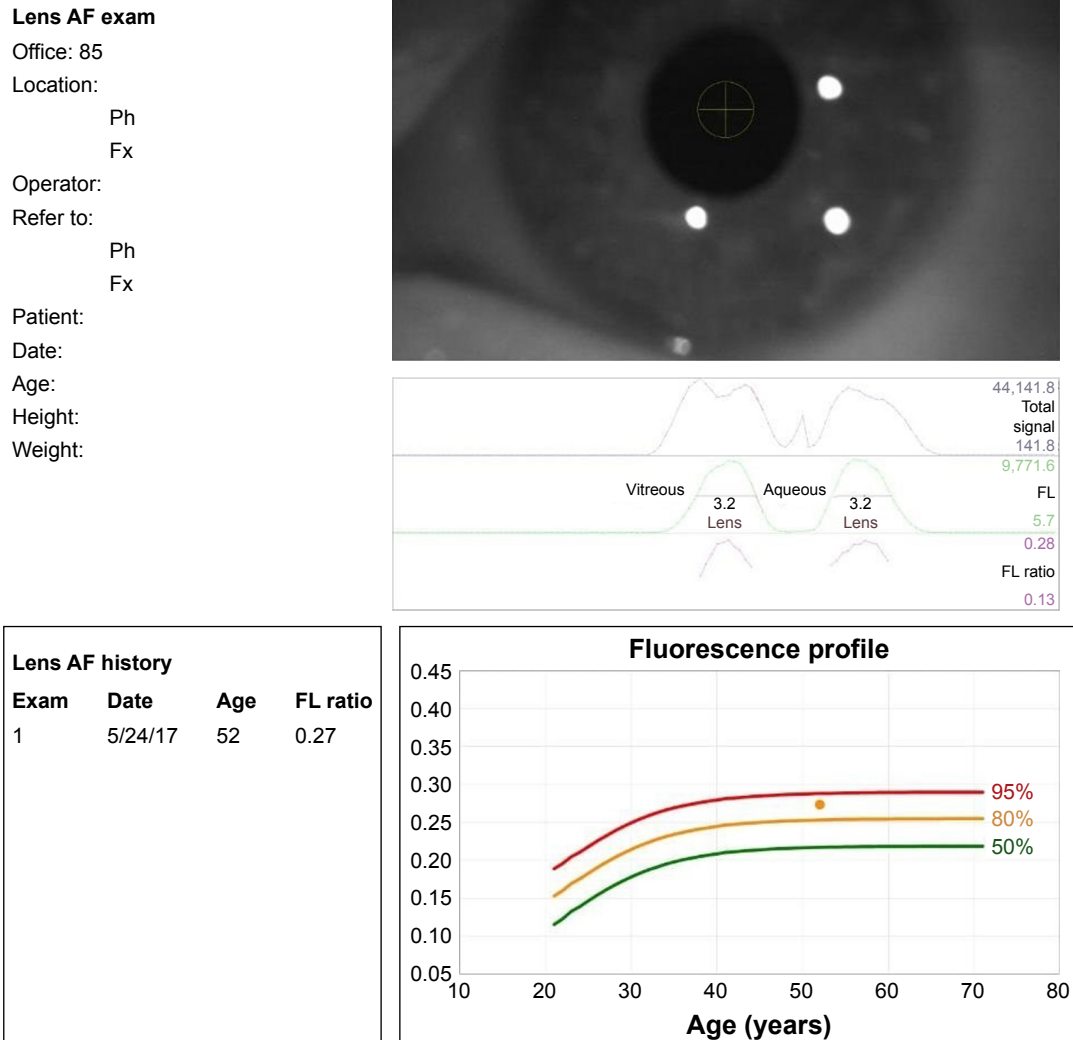 Lens AF exam
Office: 85
Location:
Ph
Fx
Operator:
Refer to:
Ph
Fx
Patient:
Date:
Age:
Height:
Weight:
44,141.8
Total
signal
141.8
9,771.6
Vitreous
Aqueous
FL
3.2
3.2
Lens
Lens
5.7
0.28
FL ratio
0.13
Lens AF history
Exam Date Age FL ratio
1 5/24/17 52 0.27
Fluorescence profile
0.45
0.40
0.35
0.30
0.25
0.20
0.15
0.10
0.05
95%
80%
50%
10 20 30 40 50 60 70 80
Age (years)